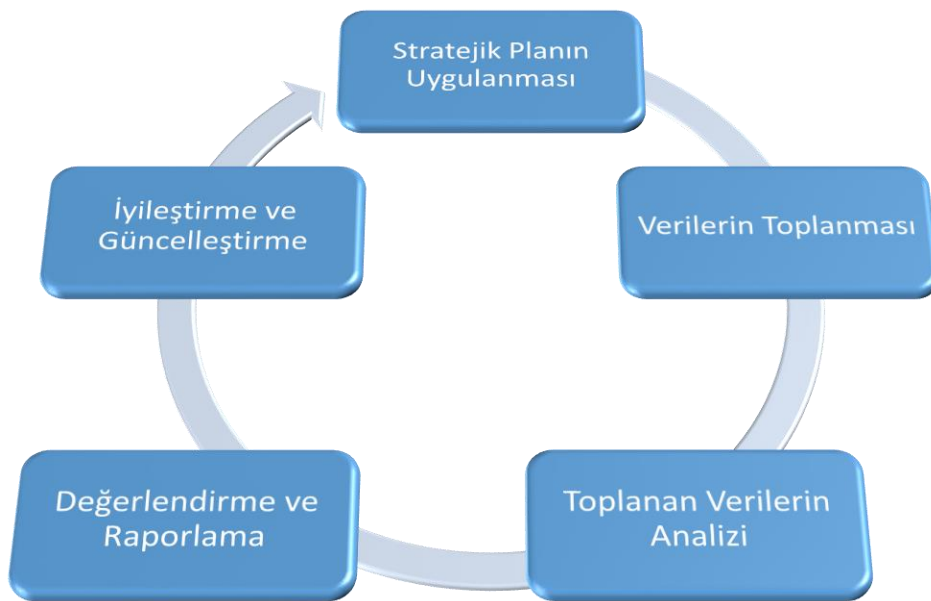 Stratejik Planın
Uygulanması
Verilerin Toplanması
Toplanan Verilerin
Analizi
Değerlendirme ve
Raporlama
İyileştirme ve
Güncelleştirme